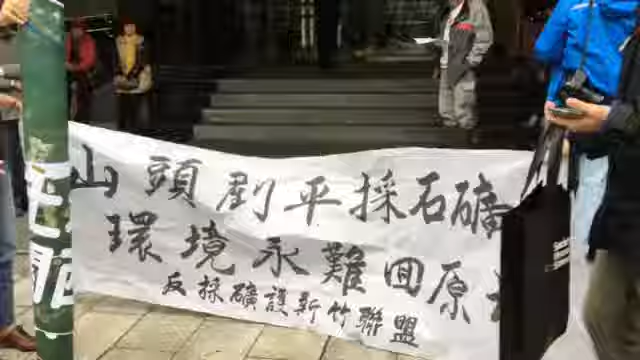 山頭剷平採石礦
環境永難囬原
反採礦護新竹聯盟